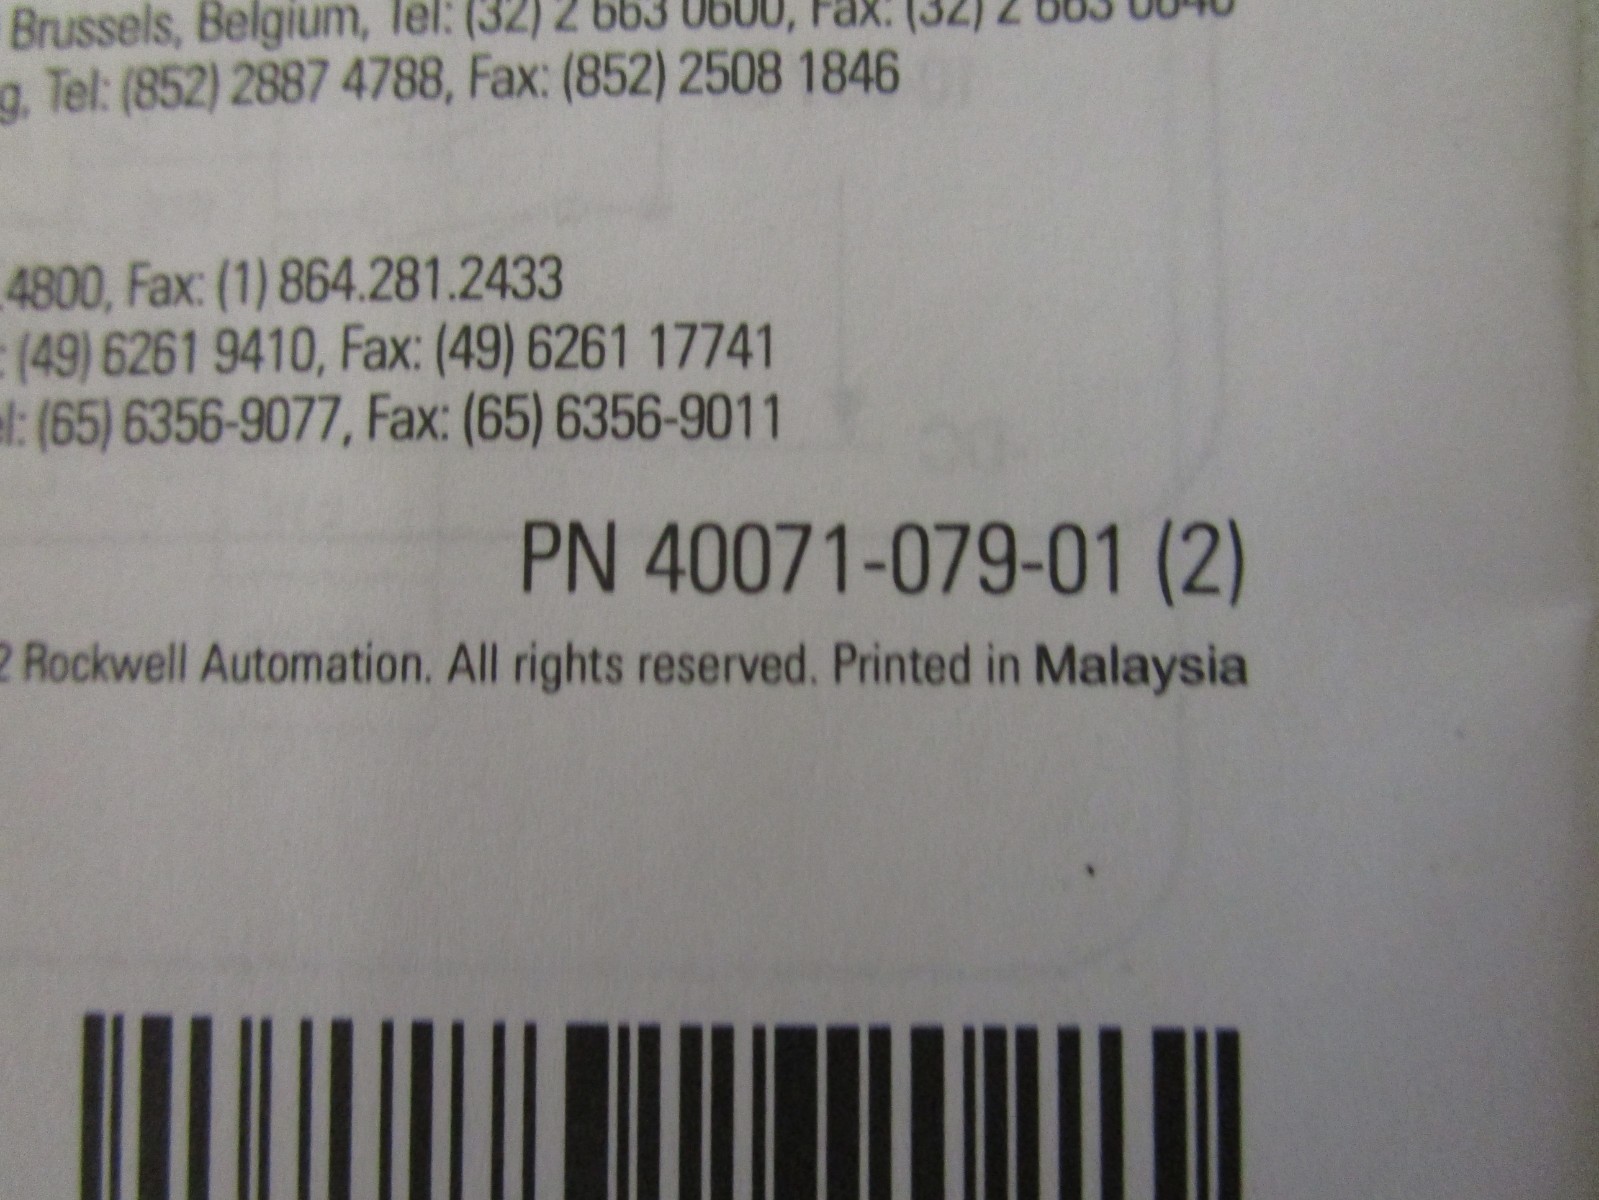 Brussels, Belgium, Tel: (32) 2 663 0600, Fax: (32) 2 663 0640
g, Tel: (852) 2887 4788, Fax: (852) 2508 1846
.4800, Fax: (1) 864.281.2433
: (49) 6261 9410, Fax: (49) 6261 17741
el: (65) 6356-9077, Fax: (65) 6356-9011
PN 40071-079-01 (2)
2 Rockwell Automation. All rights reserved. Printed in Malaysia